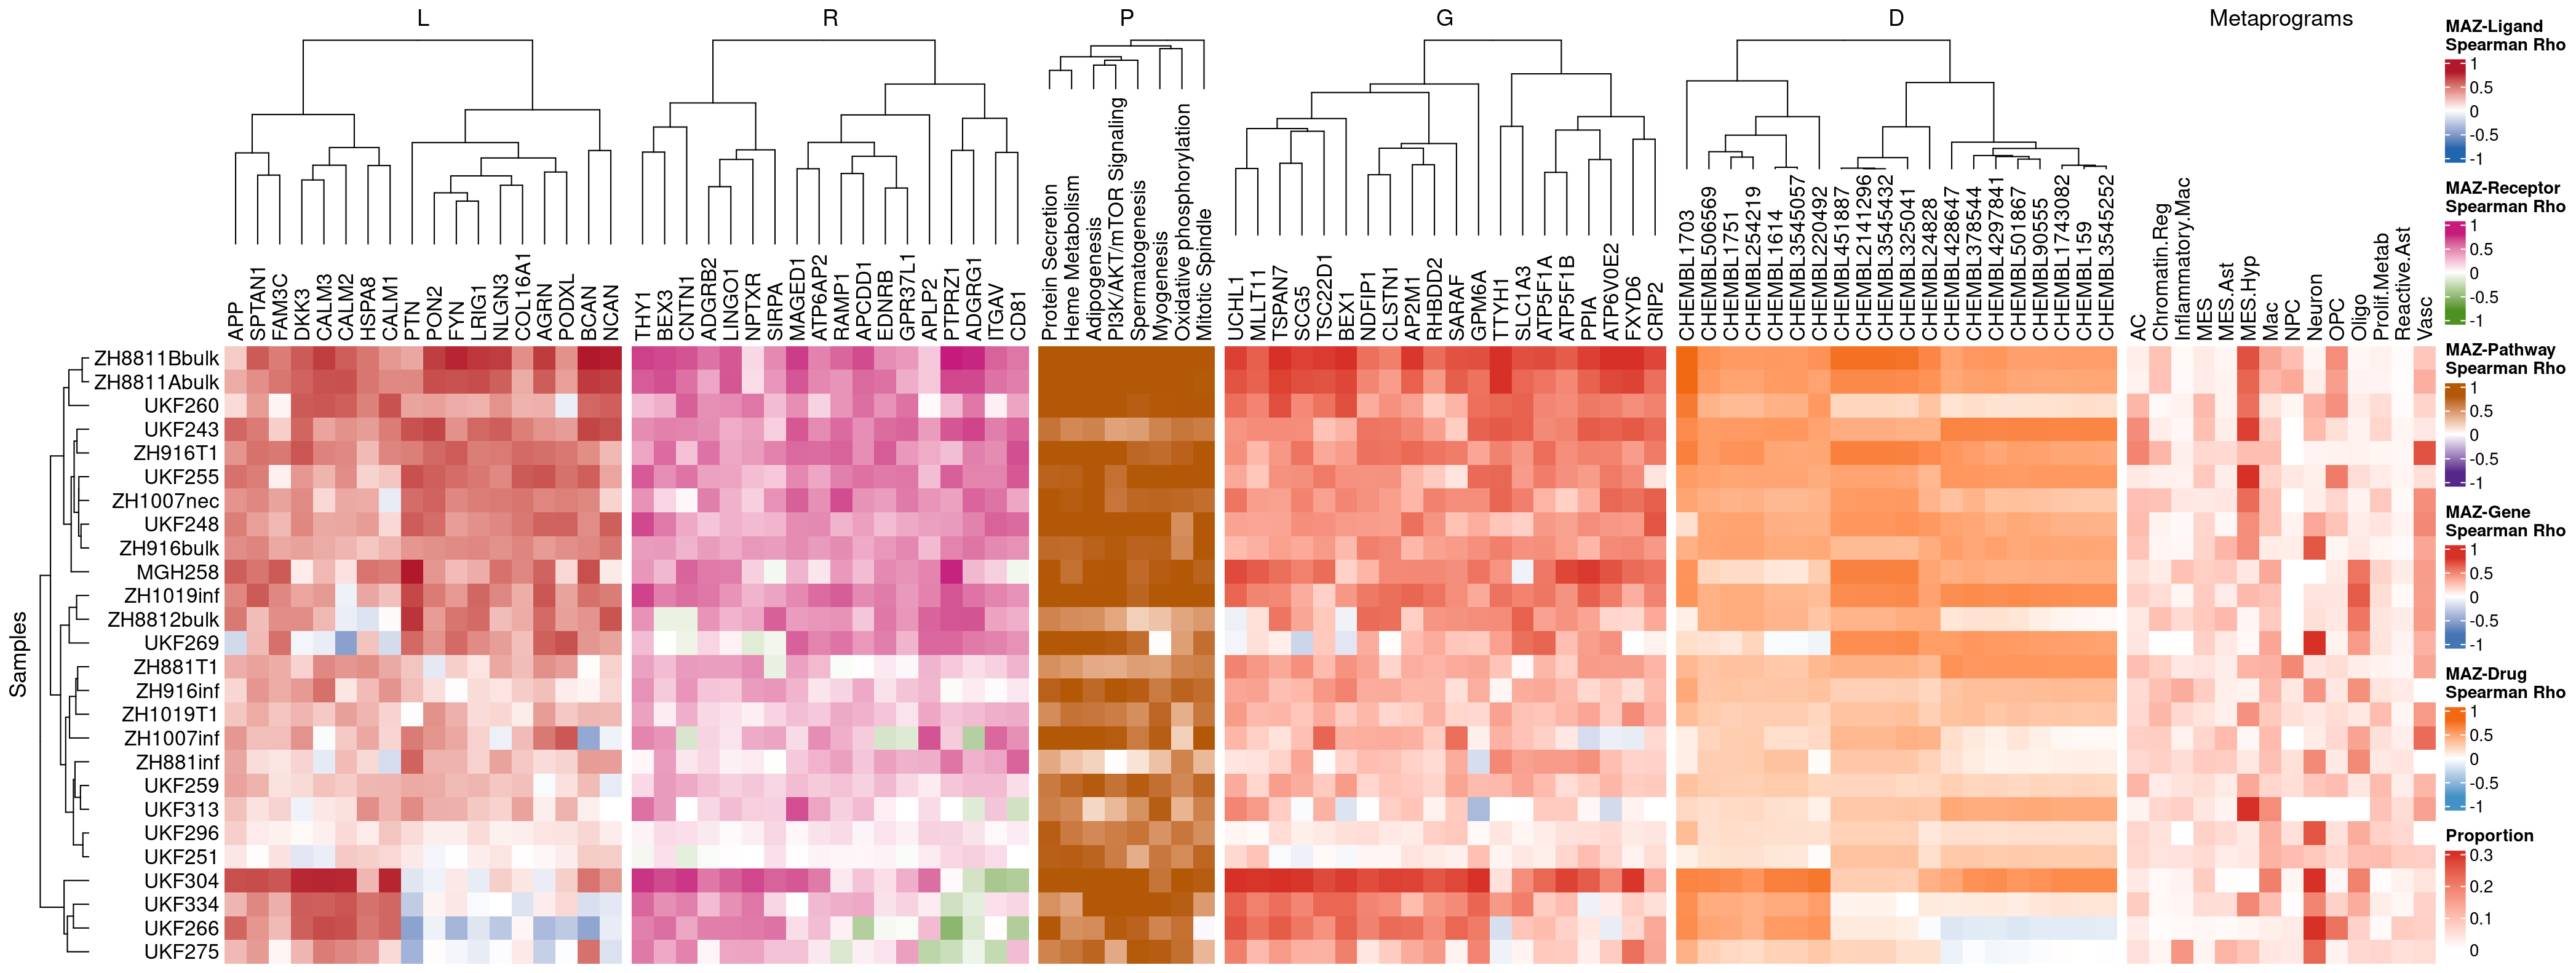 L
R
P
G
D
Metaprograms
APP
SPTAN1
FAM3C
DKK3
CALM3
CALM2
HSPA8
CALM1
PTN
PON2
FYN
LRIG1
NLGN3
COL16A1
AGRN
PODXL
BCAN
NCAN
THY1
BEX3
CNTN1
ADGRB2
LINGO1
NPTXR
SIRPA
MAGED1
ATP6AP2
RAMP1
APCDD1
EDNRB
GPR37L1
APLP2
PTPRZ1
ADGRG1
ITGAV
CD81
Protein Secretion
Heme Metabolism
Adipogenesis
PI3K/AKT/mTOR Signaling
Spermatogenesis
Myogenesis
Oxidative phosphorylation
Mitotic Spindle
UCHL1
MLLT11
TSPAN7
SCG5
TSC22D1
BEX1
NDFIP1
CLSTN1
AP2M1
RHBDD2
SARAF
GPM6A
TTYH1
SLC1A3
ATP5F1A
ATP5F1B
PPIA
ATP6V0E2
FXYD6
CRIP2
CHEMBL1703
CHEMBL506569
CHEMBL1751
CHEMBL254219
CHEMBL1614
CHEMBL3545057
CHEMBL220492
CHEMBL451887
CHEMBL2141296
CHEMBL3545432
CHEMBL325041
CHEMBL24828
CHEMBL428647
CHEMBL378544
CHEMBL4297841
CHEMBL501867
CHEMBL90555
CHEMBL1743082
CHEMBL159
CHEMBL3545252
AC
Chromatin.Reg
Inflammatory.Mac
MES
MES.Ast
MES.Hyp
Mac
NPC
Neuron
OPC
Oligo
Prolif.Metab
Reactive.Ast
Vasc
Samples
ZH8811Bbulk
ZH8811Abulk
UKF260
UKF243
ZH916T1
UKF255
ZH1007nec
UKF248
ZH916bulk
MGH258
ZH1019inf
ZH8812bulk
UKF269
ZH881T1
ZH916inf
ZH1019T1
ZH1007inf
ZH881inf
UKF259
UKF313
UKF296
UKF251
UKF304
UKF334
UKF266
UKF275
MAZ-Ligand
Spearman Rho
1
0.5
0
-0.5
-1
MAZ-Receptor
Spearman Rho
1
0.5
0
-0.5
-1
MAZ-Pathway
Spearman Rho
1
0.5
0
-0.5
-1
MAZ-Gene
Spearman Rho
1
0.5
0
-0.5
-1
MAZ-Drug
Spearman Rho
1
0.5
0
-0.5
-1
Proportion
0.3
0.2
0.1
0